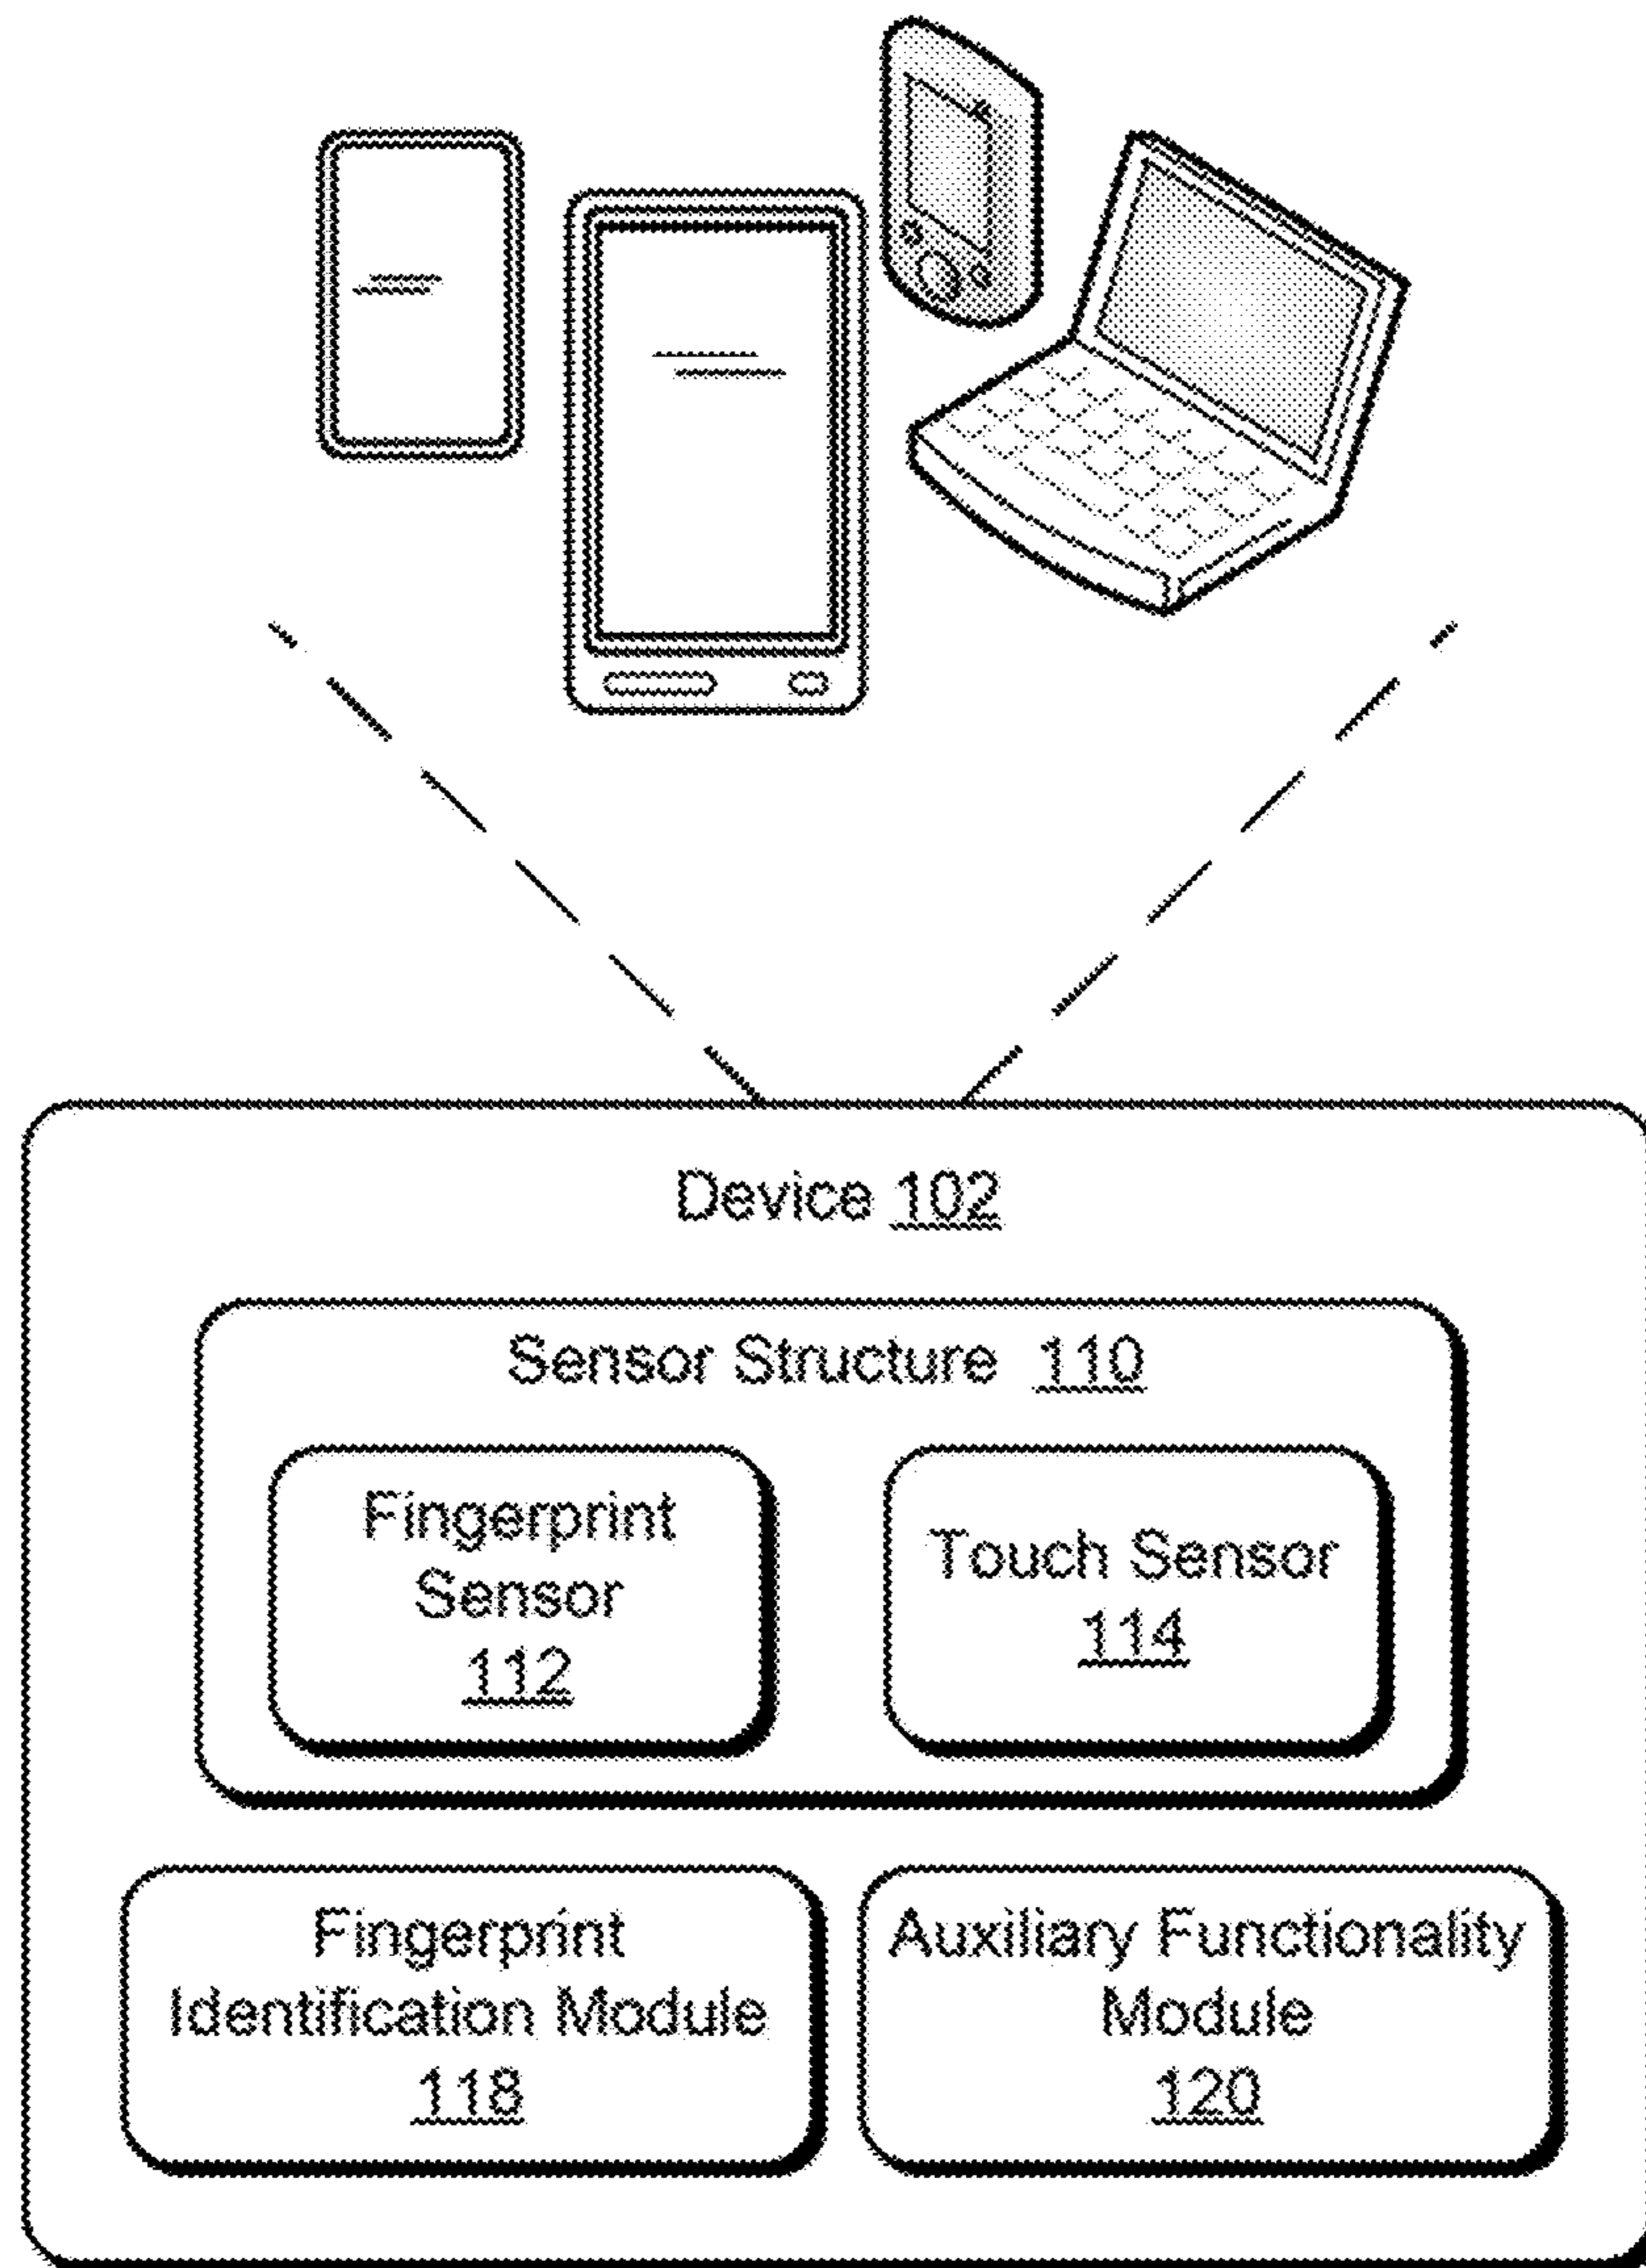 Device 102
Sensor Structure 110
Fingerprint
Sensor
112
Touch Sensor
114
Fingerprint
Identification Module
118
Auxiliary Functionality
Module
120